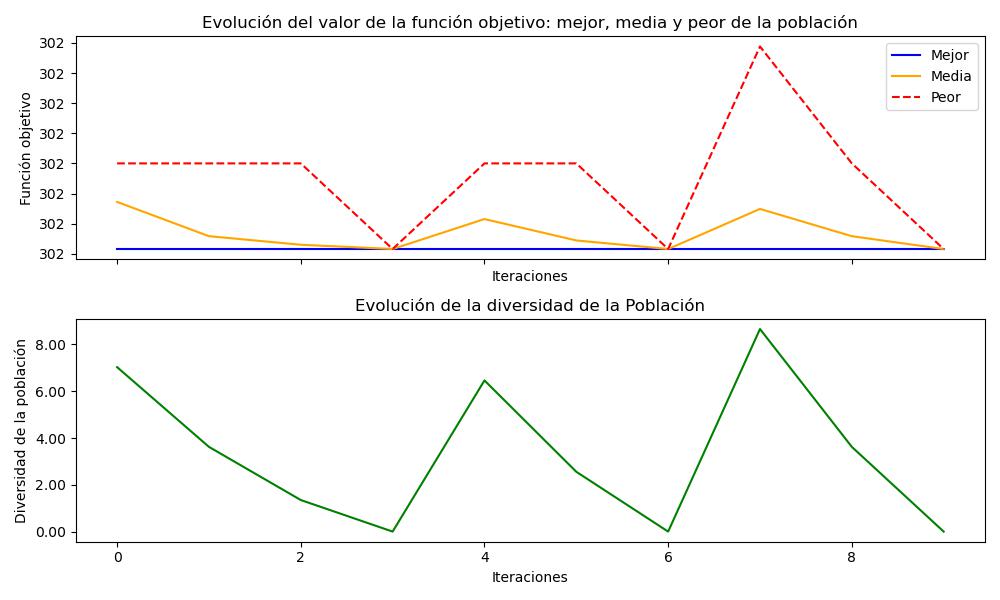 Evolución del valor de la función objetivo: mejor, media y peor de la población
302
302
302
302
302
302
302
302
Función objetivo
Mejor
Media
Peor
Iteraciones
Evolución de la diversidad de la Población
8.00
6.00
4.00
2.00
0.00
Diversidad de la población
0 2 4 6 8
Iteraciones